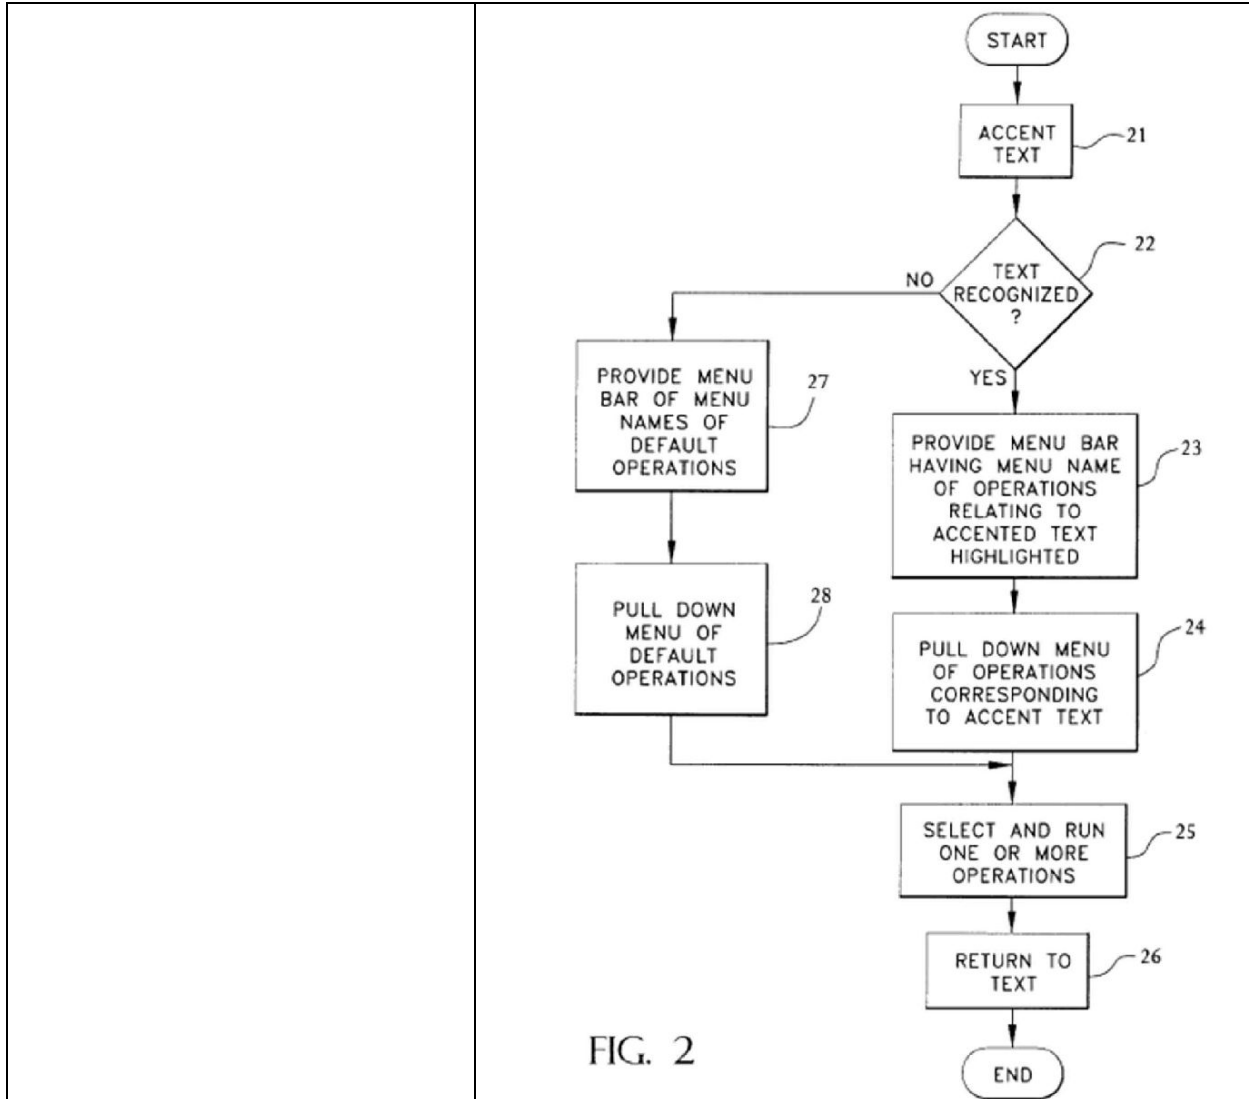 START
ACCENT
TEXT
21
TEXT
RECOGNIZED
?
22
NO
YES
PROVIDE MENU
BAR OF MENU
NAMES OF
DEFAULT
OPERATIONS
27
PROVIDE MENU BAR
HAVING MENU NAME
OF OPERATIONS
RELATING TO
ACCENTED TEXT
HIGHLIGHTED
23
PULL DOWN
MENU OF
DEFAULT
OPERATIONS
28
PULL DOWN MENU
OF OPERATIONS
CORRESPONDING
TO ACCENT TEXT
24
SELECT AND RUN
ONE OR MORE
OPERATIONS
25
RETURN TO
TEXT
26
FIG. 2
END